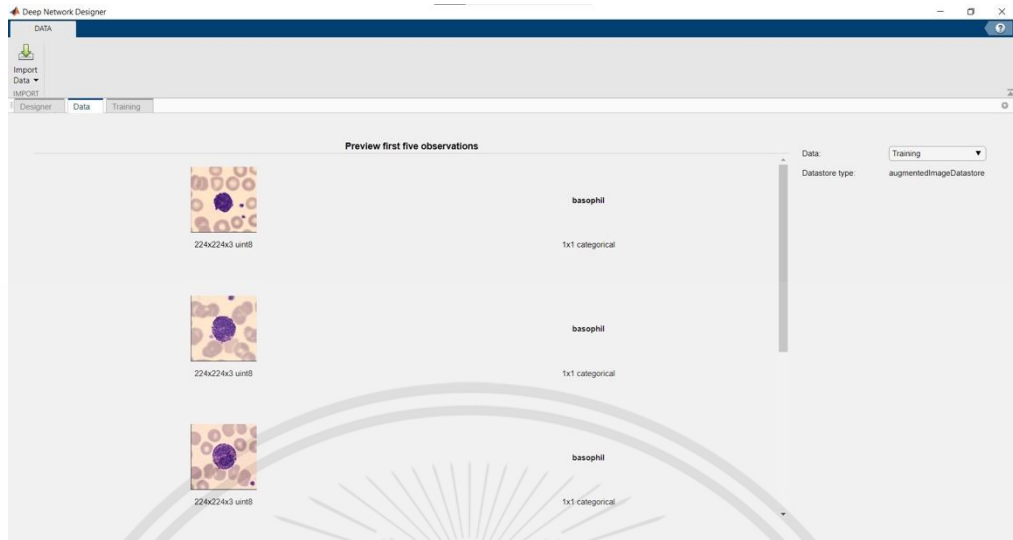 Deep Network Designer
DATA
Import
Data
IMPORT
Designer Data Training
Preview first five observations
Data: Training
Datastore type: augmentedImageDatastore
basophil
224x224x3 uint8 1x1 categorical
basophil
224x224x3 uint8 1x1 categorical
basophil
224x224x3 uint8 1x1 categorical